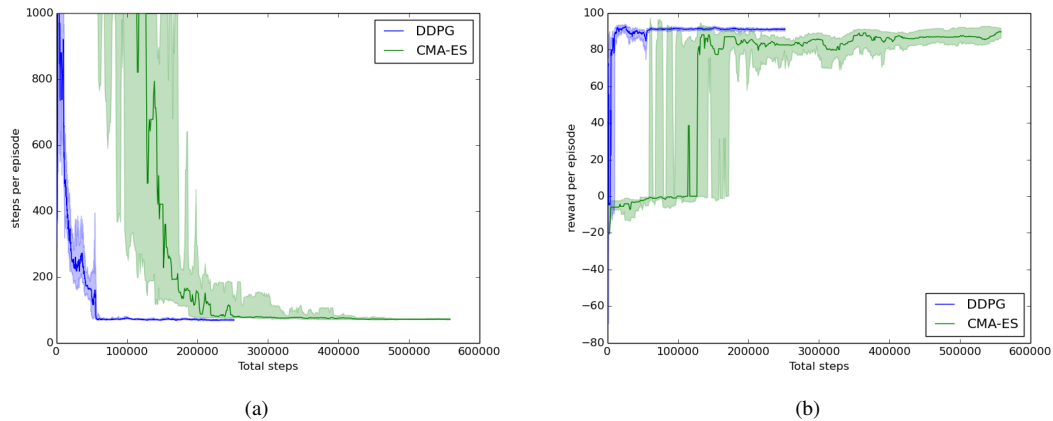 1000
800
600
400
200
0
steps per episode
0 100000 200000 300000 400000 500000 600000
Total steps
DDPG
CMA-ES
(a)
100
80
60
40
20
0
−20
−40
−60
−80
reward per episode
0 100000 200000 300000 400000 500000 600000
Total steps
DDPG
CMA-ES
(b)